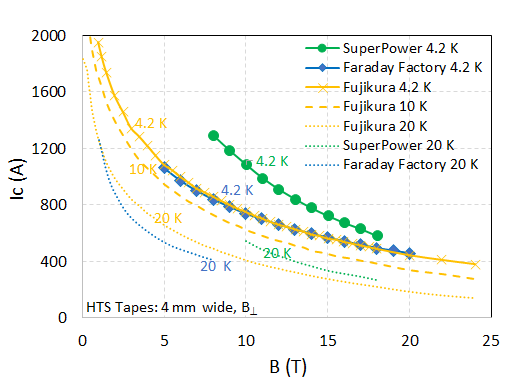 2000
1600
1200
800
400
0
Ic (A)
SuperPower 4.2 K
Faraday Factory 4.2 K
Fujikura 4.2 K
Fujikura 10 K
Fujikura 20 K
SuperPower 20 K
Faraday Factory 20 K
4.2 K
10 K
4.2 K
4.2 K
20 K
20 K
20 K
HTS Tapes: 4 mm wide, B⊥
0 5 10 15 20 25
B (T)